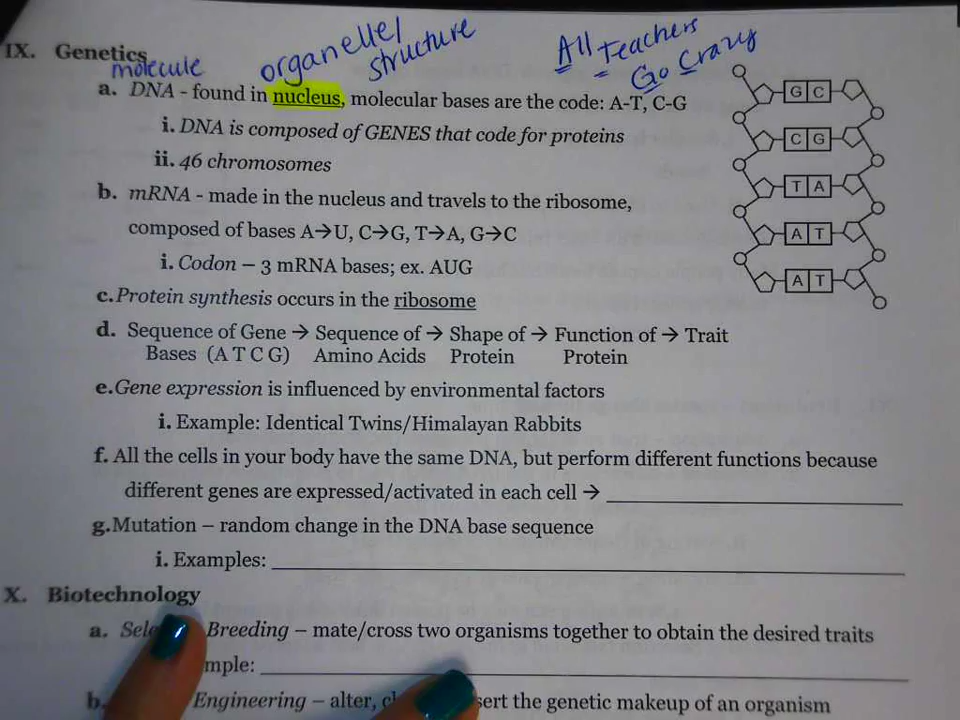 IX. Genetics
molecule
organelle/
structure
All Teachers
Go Crazy
a. DNA - found in nucleus, molecular bases are the code: A-T, C-G
i. DNA is composed of GENES that code for proteins
ii. 46 chromosomes
b. mRNA - made in the nucleus and travels to the ribosome,
composed of bases A→U, C→G, T→A, G→C
i. Codon – 3 mRNA bases; ex. AUG
c. Protein synthesis occurs in the ribosome
d. Sequence of Gene → Sequence of → Shape of → Function of → Trait
Bases (A T C G) Amino Acids Protein Protein
e. Gene expression is influenced by environmental factors
i. Example: Identical Twins/Himalayan Rabbits
f. All the cells in your body have the same DNA, but perform different functions because
different genes are expressed/activated in each cell →
g. Mutation – random change in the DNA base sequence
i. Examples:
X. Biotechnology
a. Breeding – mate/cross two organisms together to obtain the desired traits
b. Engineering – alter, the genetic makeup of an organism
G C
C G
T A
A T
A T